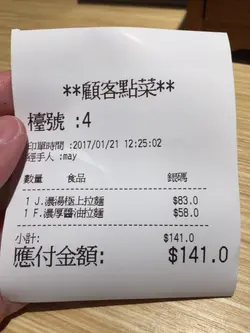 **顧客點菜**
檯號 :4
印單時間 :2017/01/21 12:25:02
經手人 :may
數量 食品 銀碼
1 J.濃湯極上拉麵 $83.0
1 F.濃厚醬油拉麵 $58.0
小計: $141.0
應付金額: $141.0